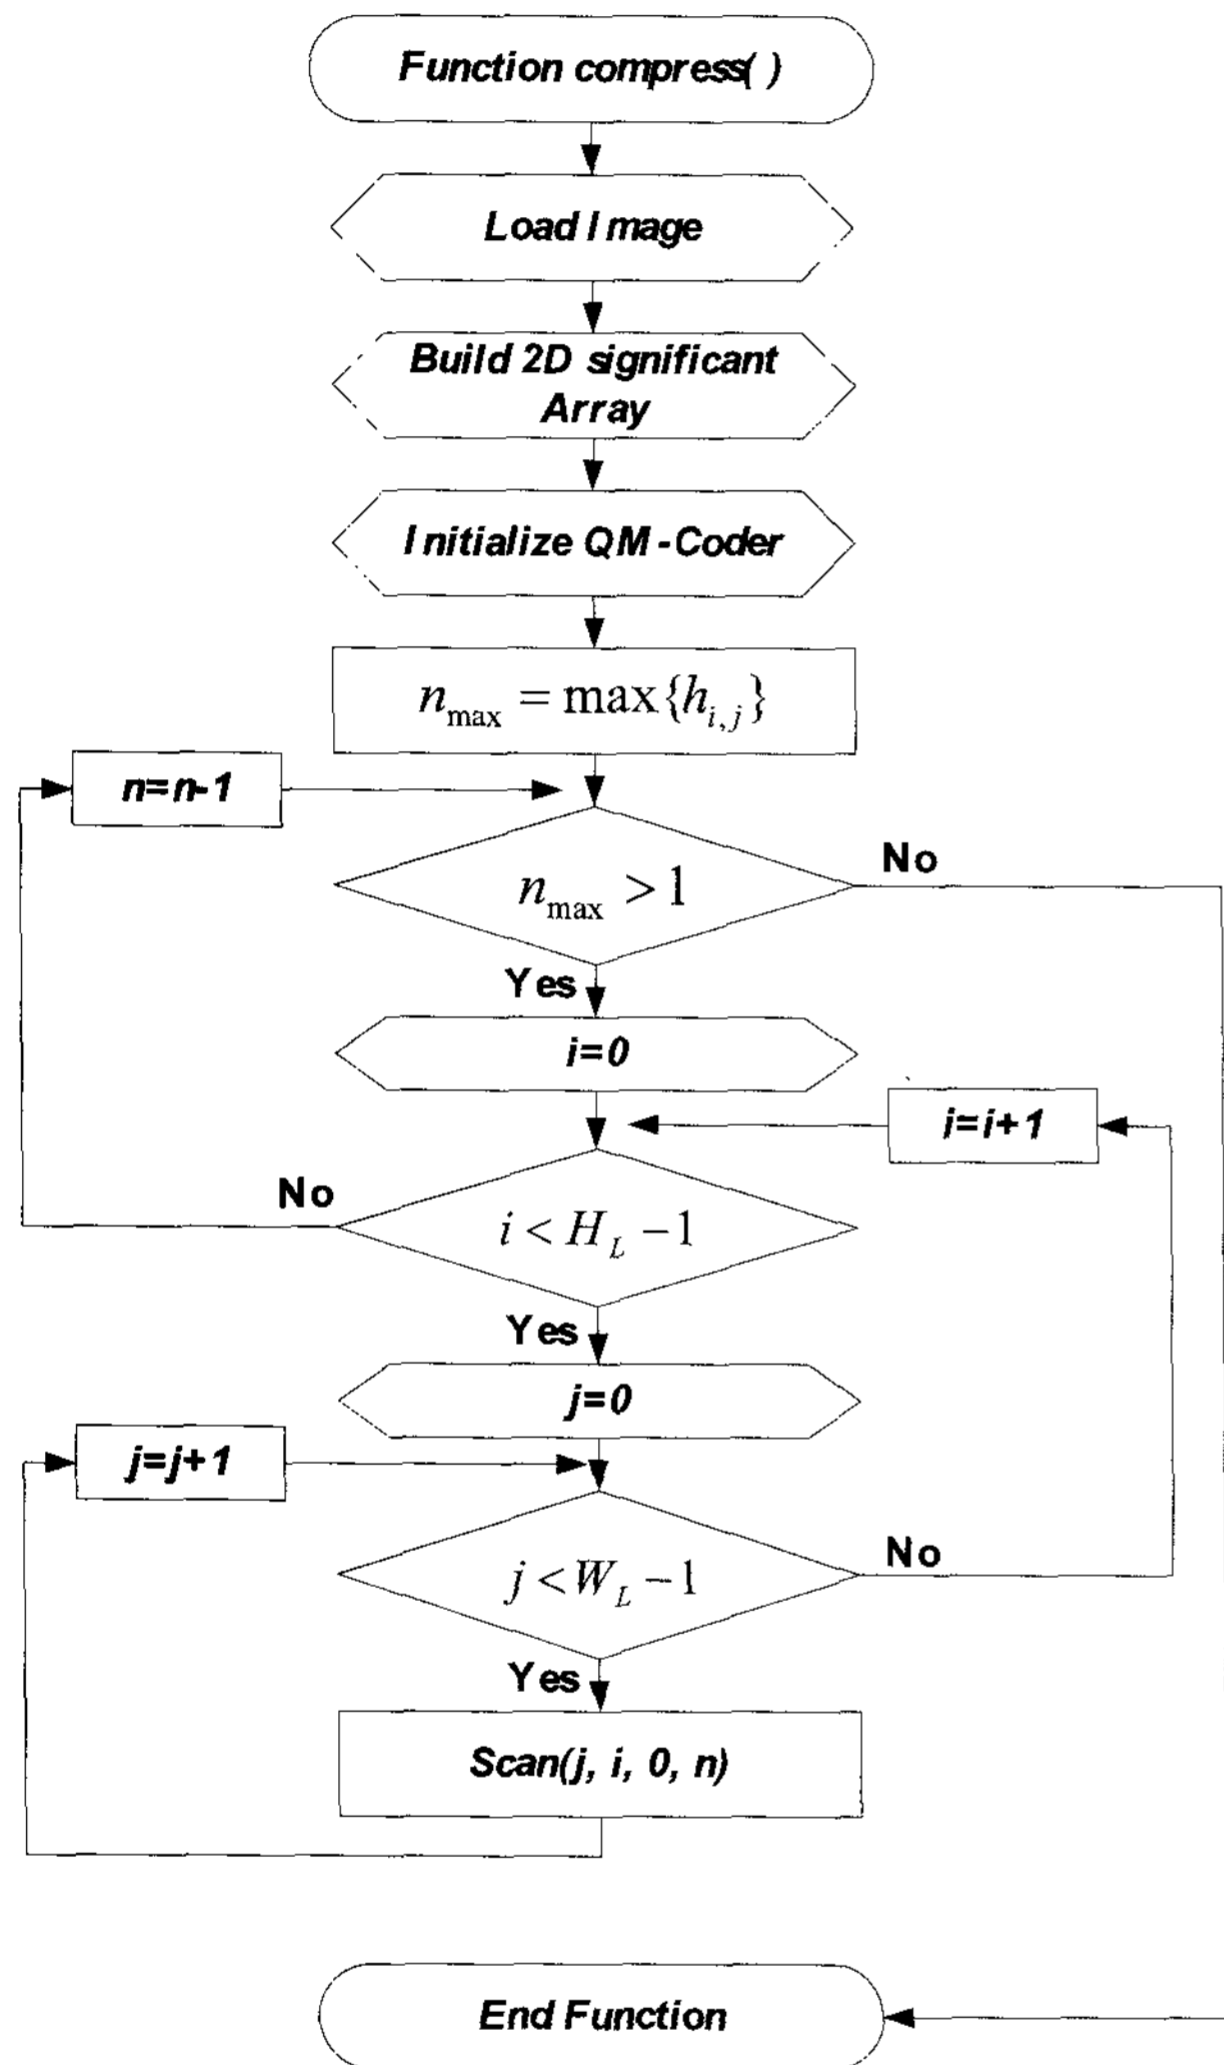 Function compress( )
Load Image
Build 2D significant
Array
Initialize QM-Coder
n_max = max{h_i,j}
n=n-1
n_max > 1
No
Yes
i=0
i=i+1
No
i < H_L − 1
Yes
j=0
j=j+1
j < W_L − 1
No
Yes
Scan(j, i, 0, n)
End Function